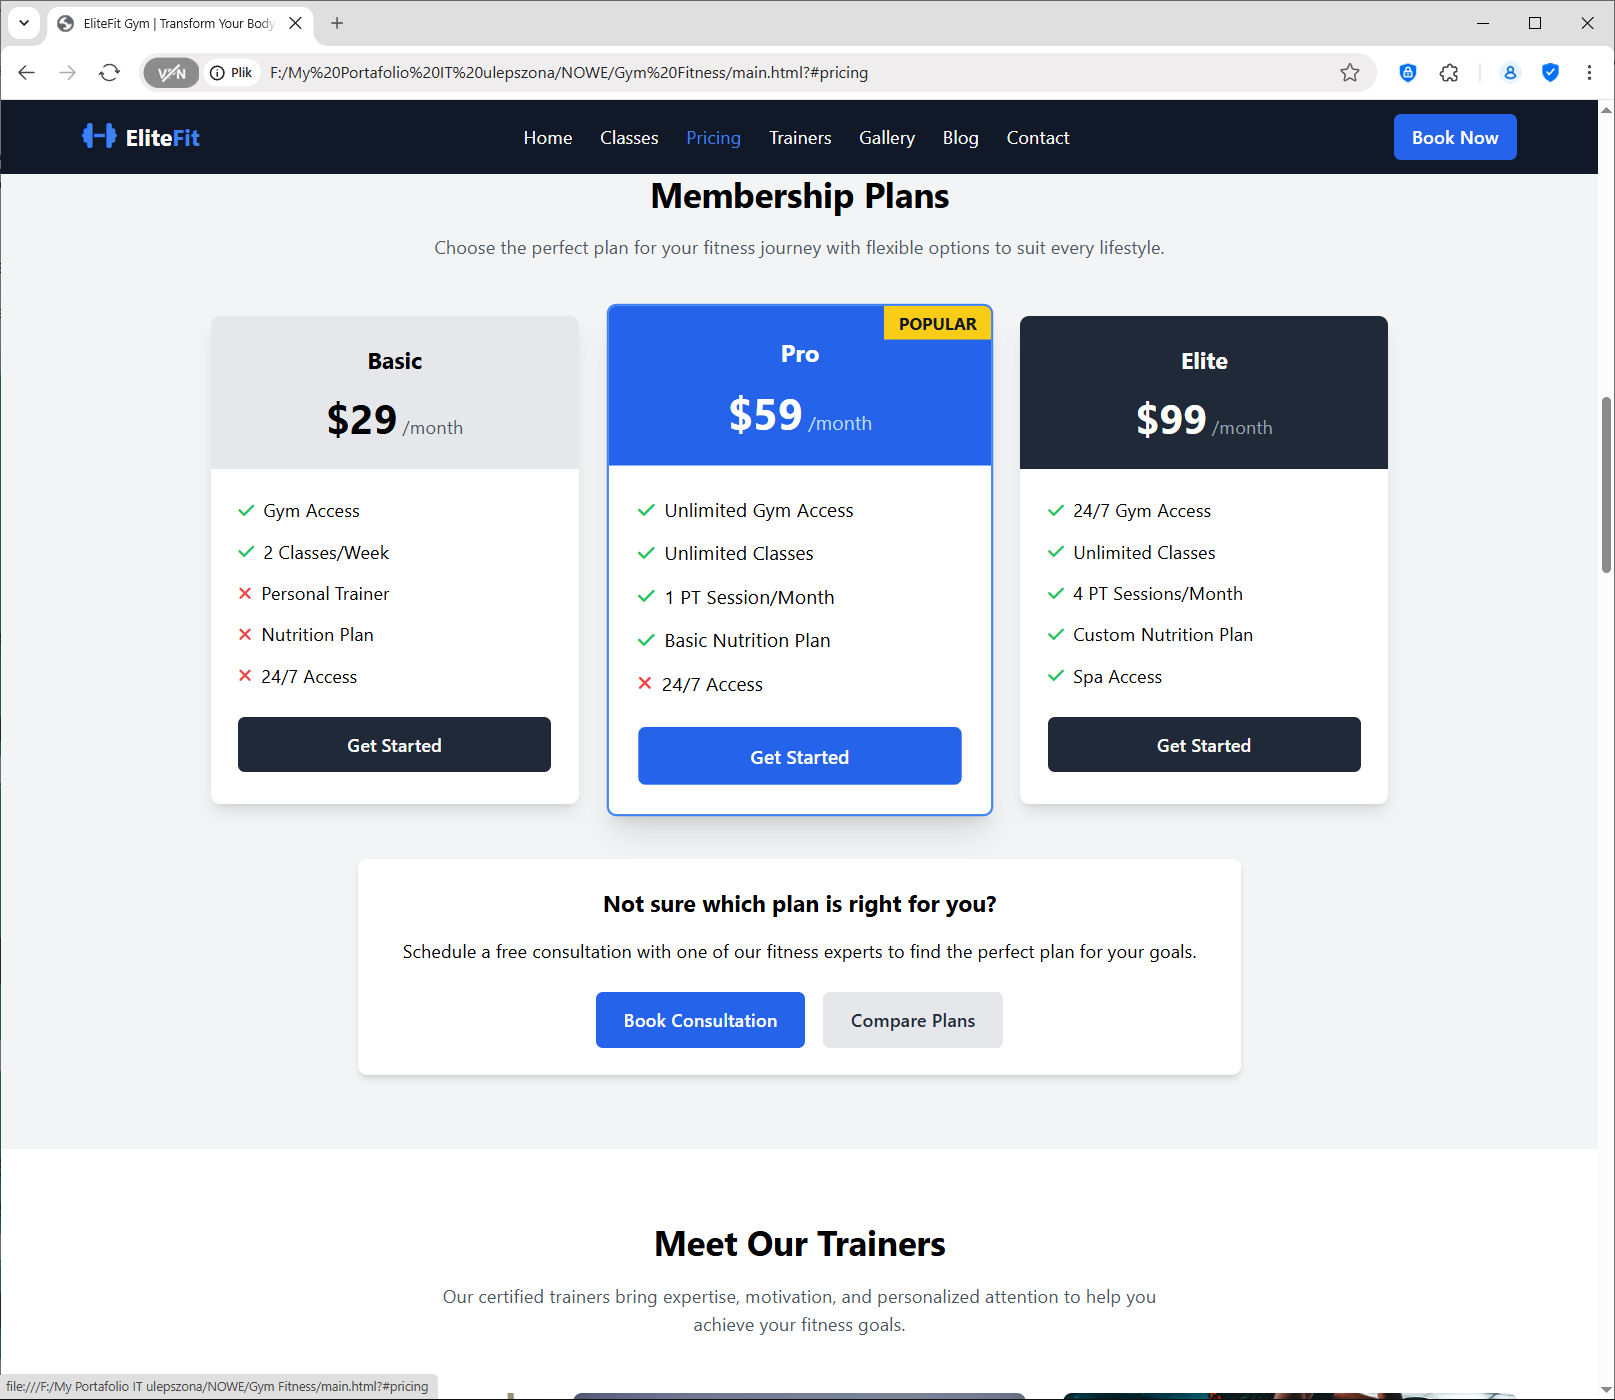 EliteFit Gym | Transform Your Body
VPN
Plik
F:/My%20Portafolio%20IT%20ulepszona/NOWE/Gym%20Fitness/main.html?#pricing
EliteFit
Home
Classes
Pricing
Trainers
Gallery
Blog
Contact
Book Now
Membership Plans
Choose the perfect plan for your fitness journey with flexible options to suit every lifestyle.
Basic
$29 /month
Gym Access
2 Classes/Week
Personal Trainer
Nutrition Plan
24/7 Access
Get Started
POPULAR
Pro
$59 /month
Unlimited Gym Access
Unlimited Classes
1 PT Session/Month
Basic Nutrition Plan
24/7 Access
Get Started
Elite
$99 /month
24/7 Gym Access
Unlimited Classes
4 PT Sessions/Month
Custom Nutrition Plan
Spa Access
Get Started
Not sure which plan is right for you?
Schedule a free consultation with one of our fitness experts to find the perfect plan for your goals.
Book Consultation
Compare Plans
Meet Our Trainers
Our certified trainers bring expertise, motivation, and personalized attention to help you
achieve your fitness goals.
file:///F:/My Portafolio IT ulepszona/NOWE/Gym Fitness/main.html?#pricing